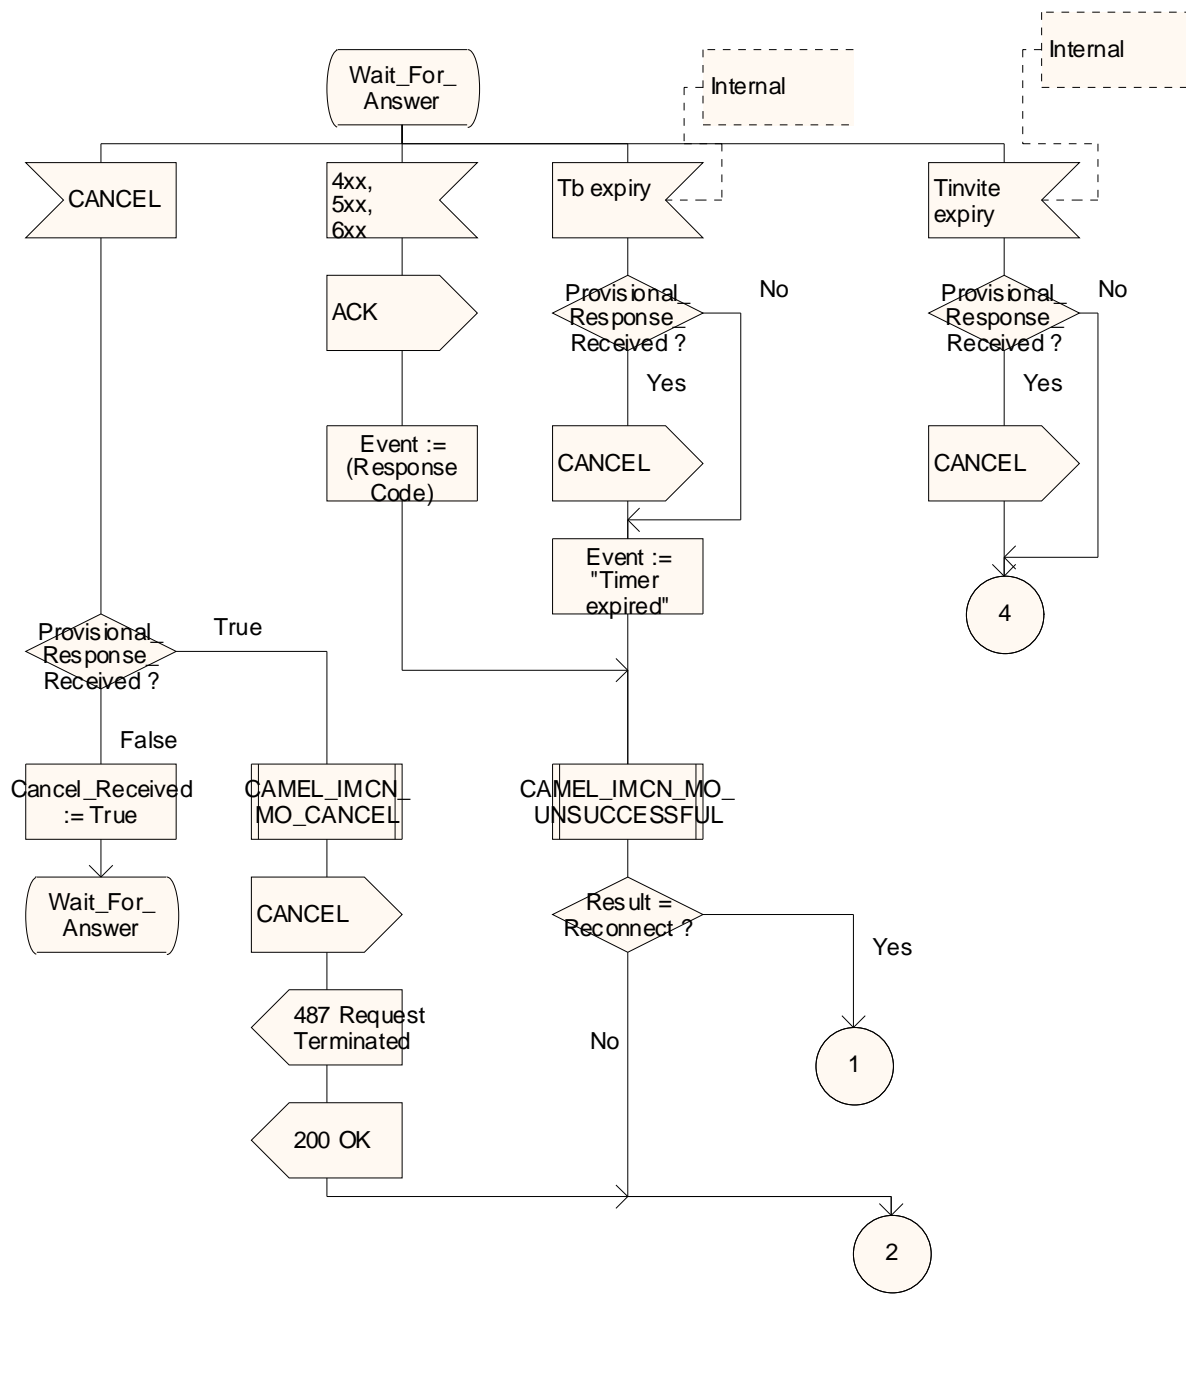 Internal
Wait_For_
Answer
Internal
CANCEL
4xx,
5xx,
6xx
Tb expiry
Tinvite
expiry
ACK
Provisional_
Response_
Received ?
No
Provisional_
Response_
Received ?
No
Yes
Yes
Event :=
(Response
Code)
CANCEL
CANCEL
Event :=
"Timer
expired"
4
Provisional_
Response_
Received ?
True
False
Cancel_Received
:= True
CAMEL_IMCN_
MO_CANCEL
CAMEL_IMCN_MO_
UNSUCCESSFUL
Wait_For_
Answer
CANCEL
Result =
Reconnect ?
Yes
487 Request
Terminated
No
1
200 OK
2